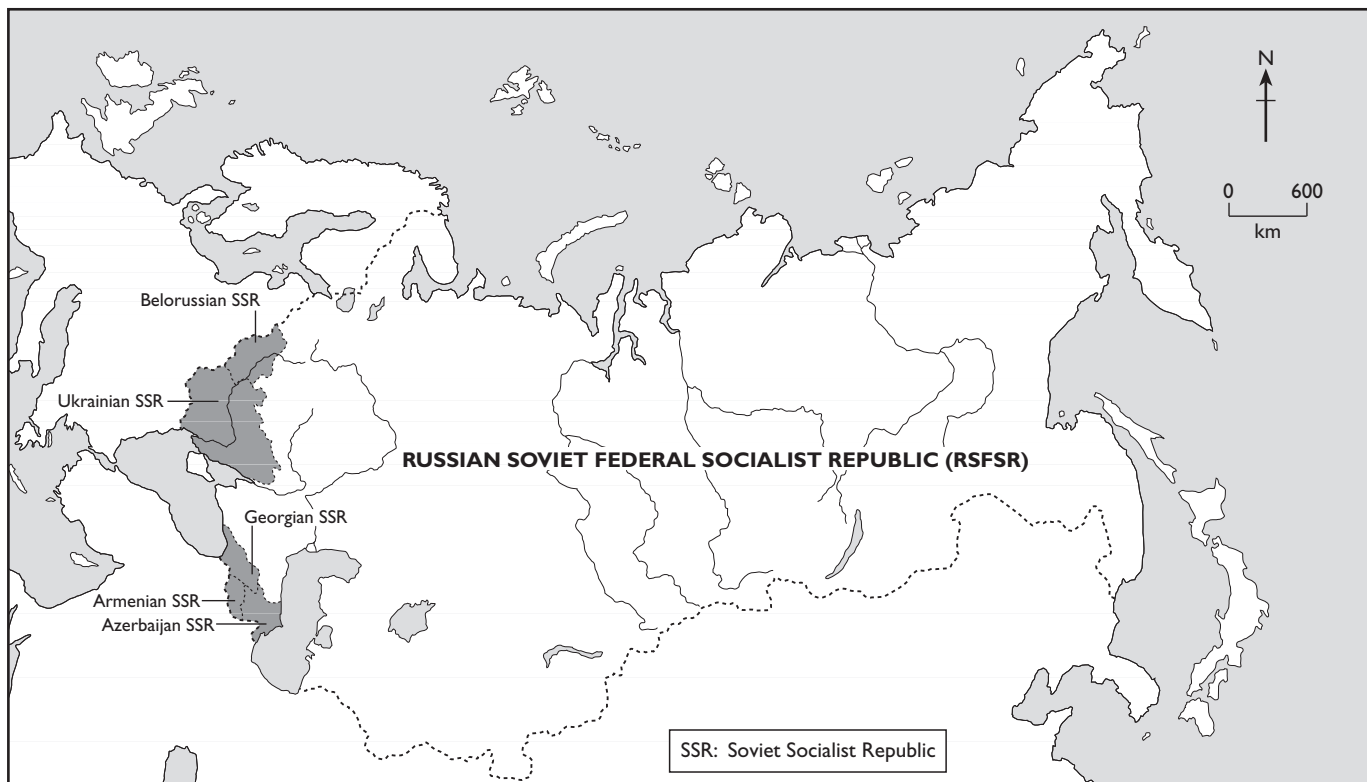 N
0 600
km
Belorussian SSR
Ukrainian SSR
RUSSIAN SOVIET FEDERAL SOCIALIST REPUBLIC (RSFSR)
Georgian SSR
Armenian SSR
Azerbaijan SSR
SSR: Soviet Socialist Republic